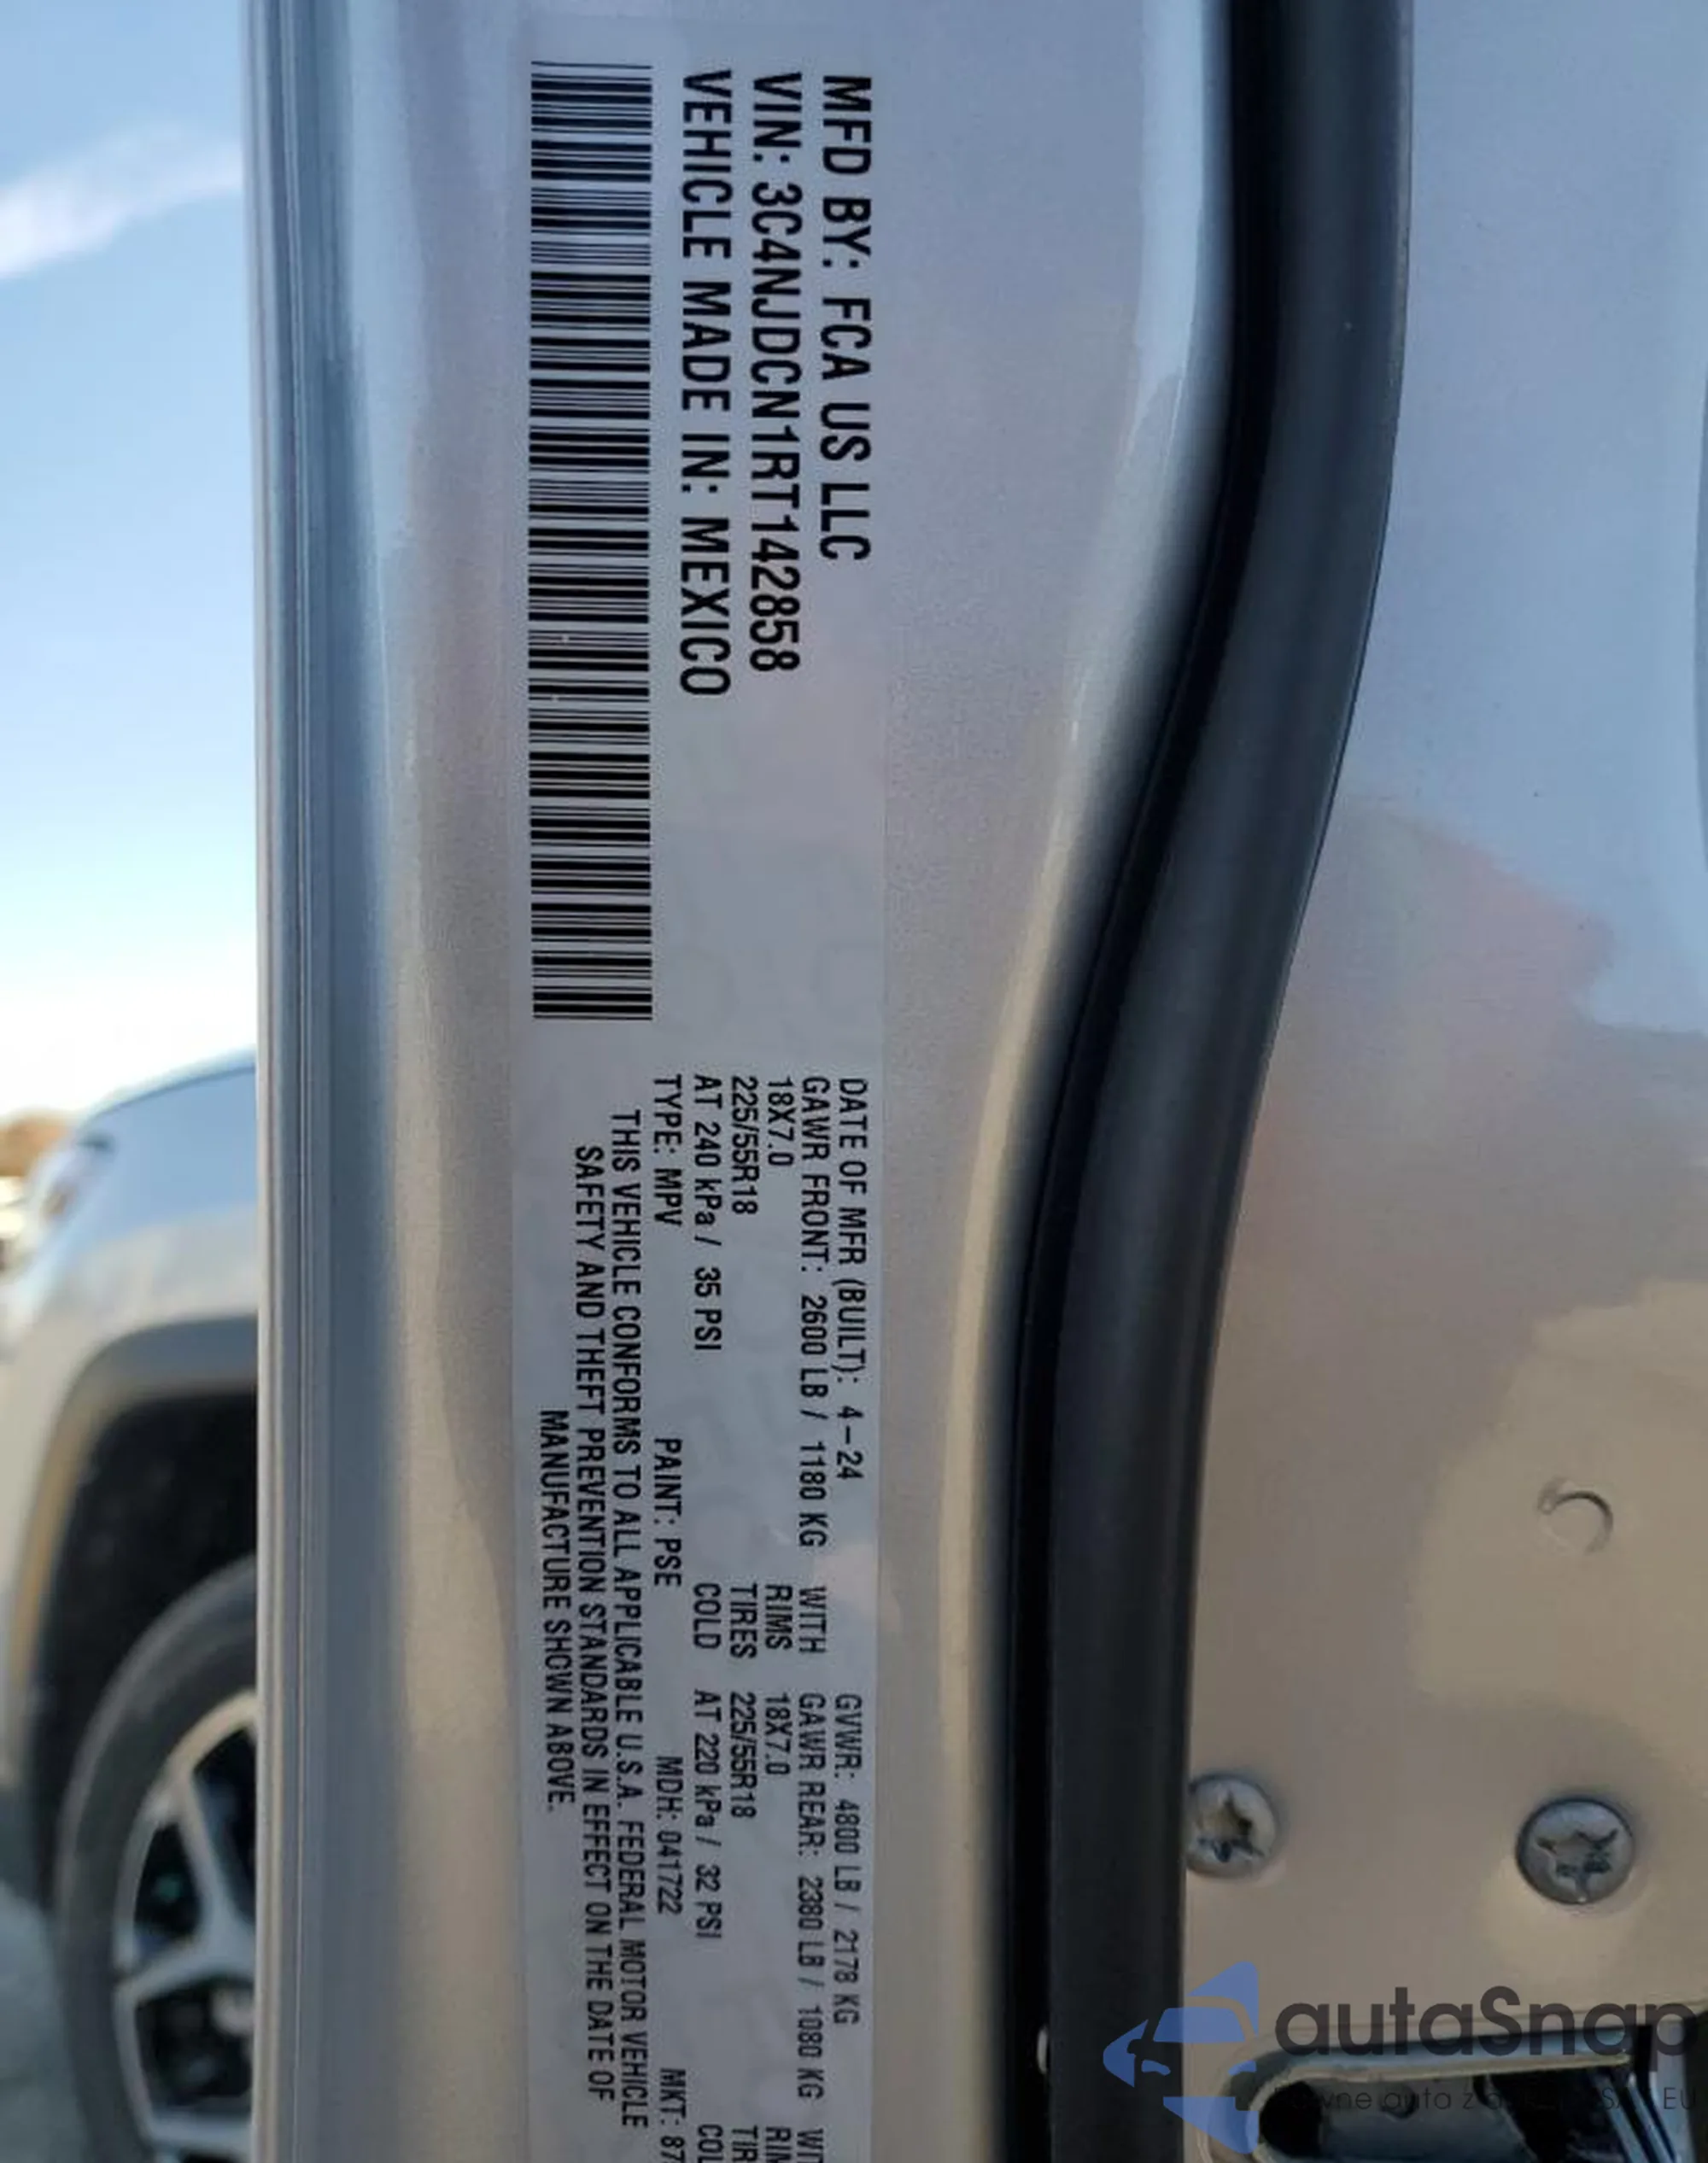 MFD BY: FCA US LLC
VIN: 3C4NJDCN1RT142858
VEHICLE MADE IN: MEXICO
DATE OF MFR (BUILT): 4-24 GVWR: 4800 LB / 2178 KG
GAWR FRONT: 2600 LB / 1180 KG WITH GAWR REAR: 2380 LB / 1080 KG
18X7.0 RIMS 18X7.0
225/55R18 TIRES 225/55R18
AT 240 kPa / 35 PSI COLD AT 220 kPa / 32 PSI
TYPE: MPV PAINT: PSE MDH: 041722 MKT: 87
THIS VEHICLE CONFORMS TO ALL APPLICABLE U.S.A. FEDERAL MOTOR VEHICLE
SAFETY AND THEFT PREVENTION STANDARDS IN EFFECT ON THE DATE OF
MANUFACTURE SHOWN ABOVE.
autaSnap